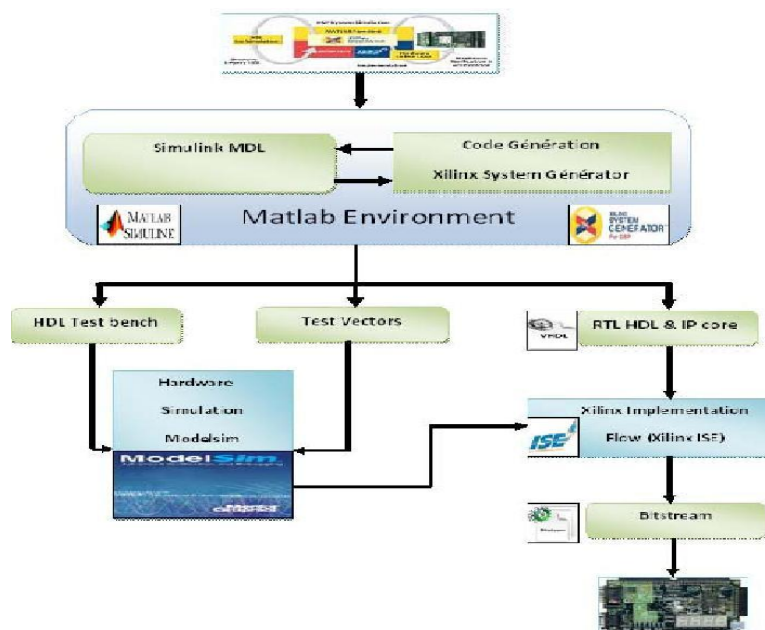 Simulink MDL
Code Génération
Xilinx System Générator
MATLAB
SIMULINE
Matlab Environment
SYSTEM
GENERATOR
HDL Test bench
Test Vectors
VHDL
RTL HDL & IP core
Hardware
Simulation
Modelsim
ModelSim
Xilinx Implementation
Flow (Xilinx ISE)
ISE
Bitstream